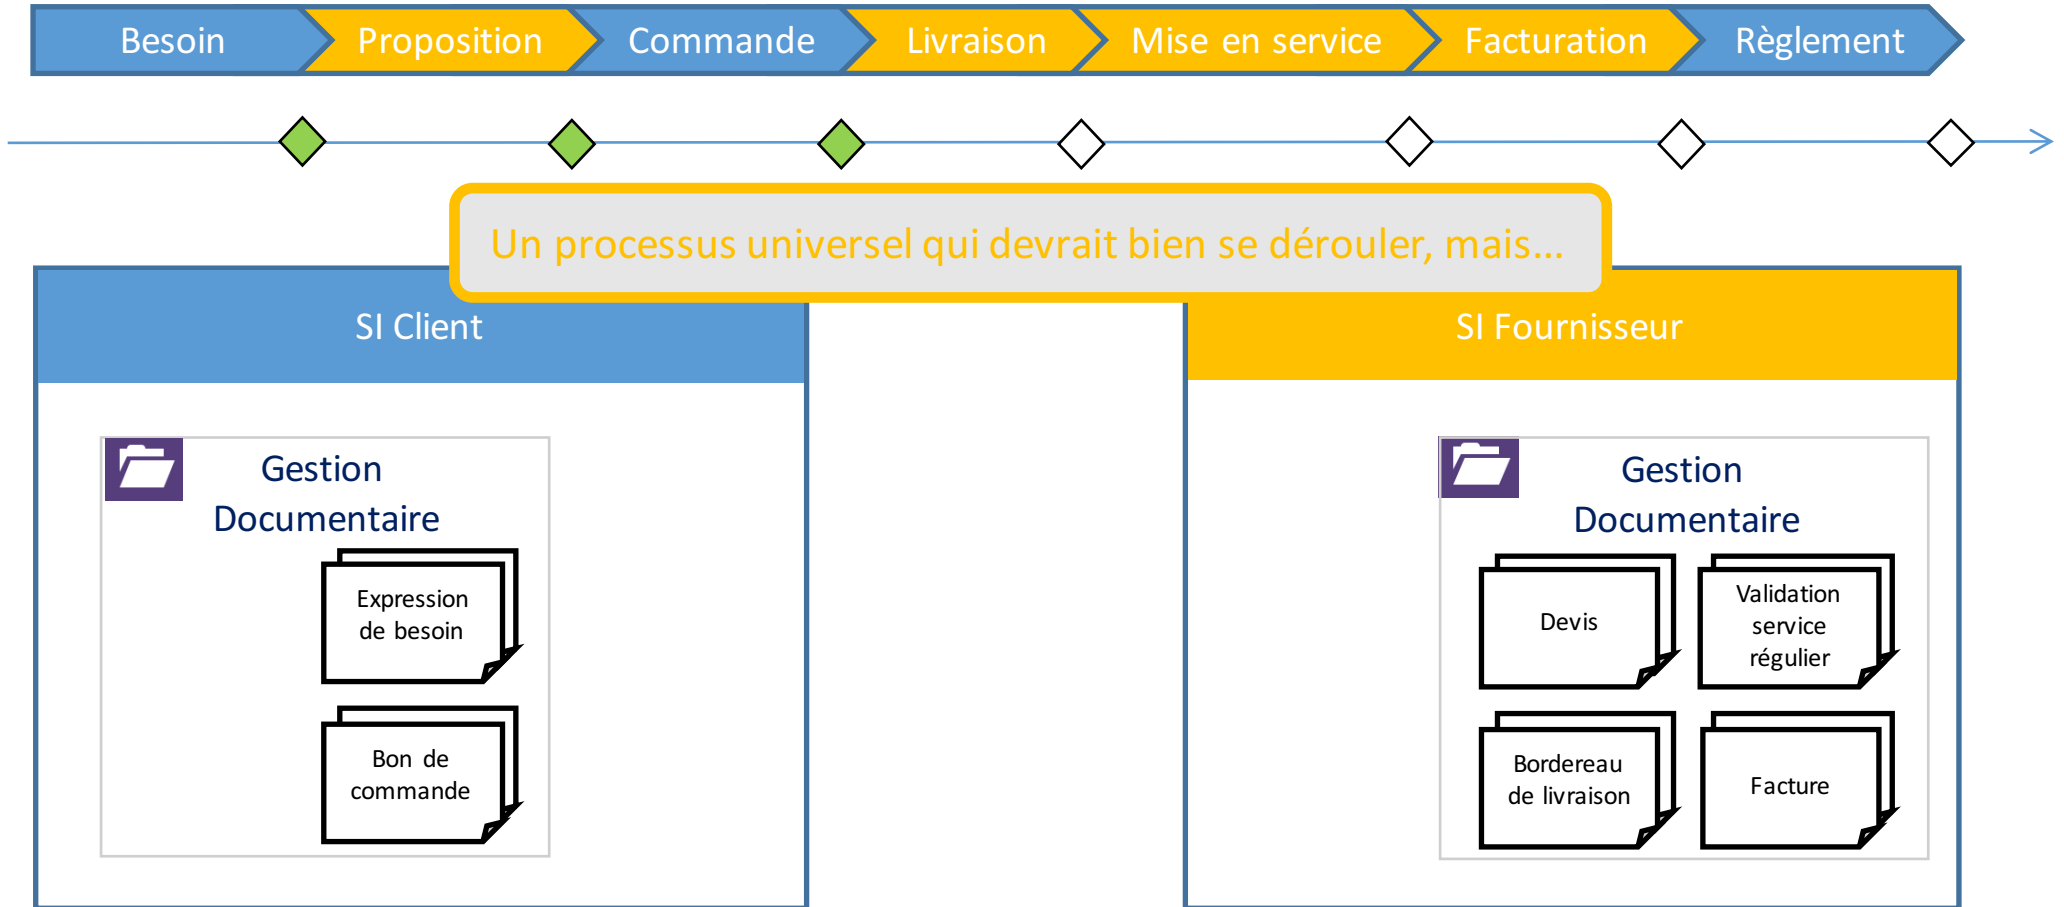 Besoin
Proposition
Commande
Livraison
Mise en service
Facturation
Règlement
Un processus universel qui devrait bien se dérouler, mais...
SI Client
SI Fournisseur
Gestion
Documentaire
Expression
de besoin
Bon de
commande
Gestion
Documentaire
Devis
Validation
service
régulier
Bordereau
de livraison
Facture